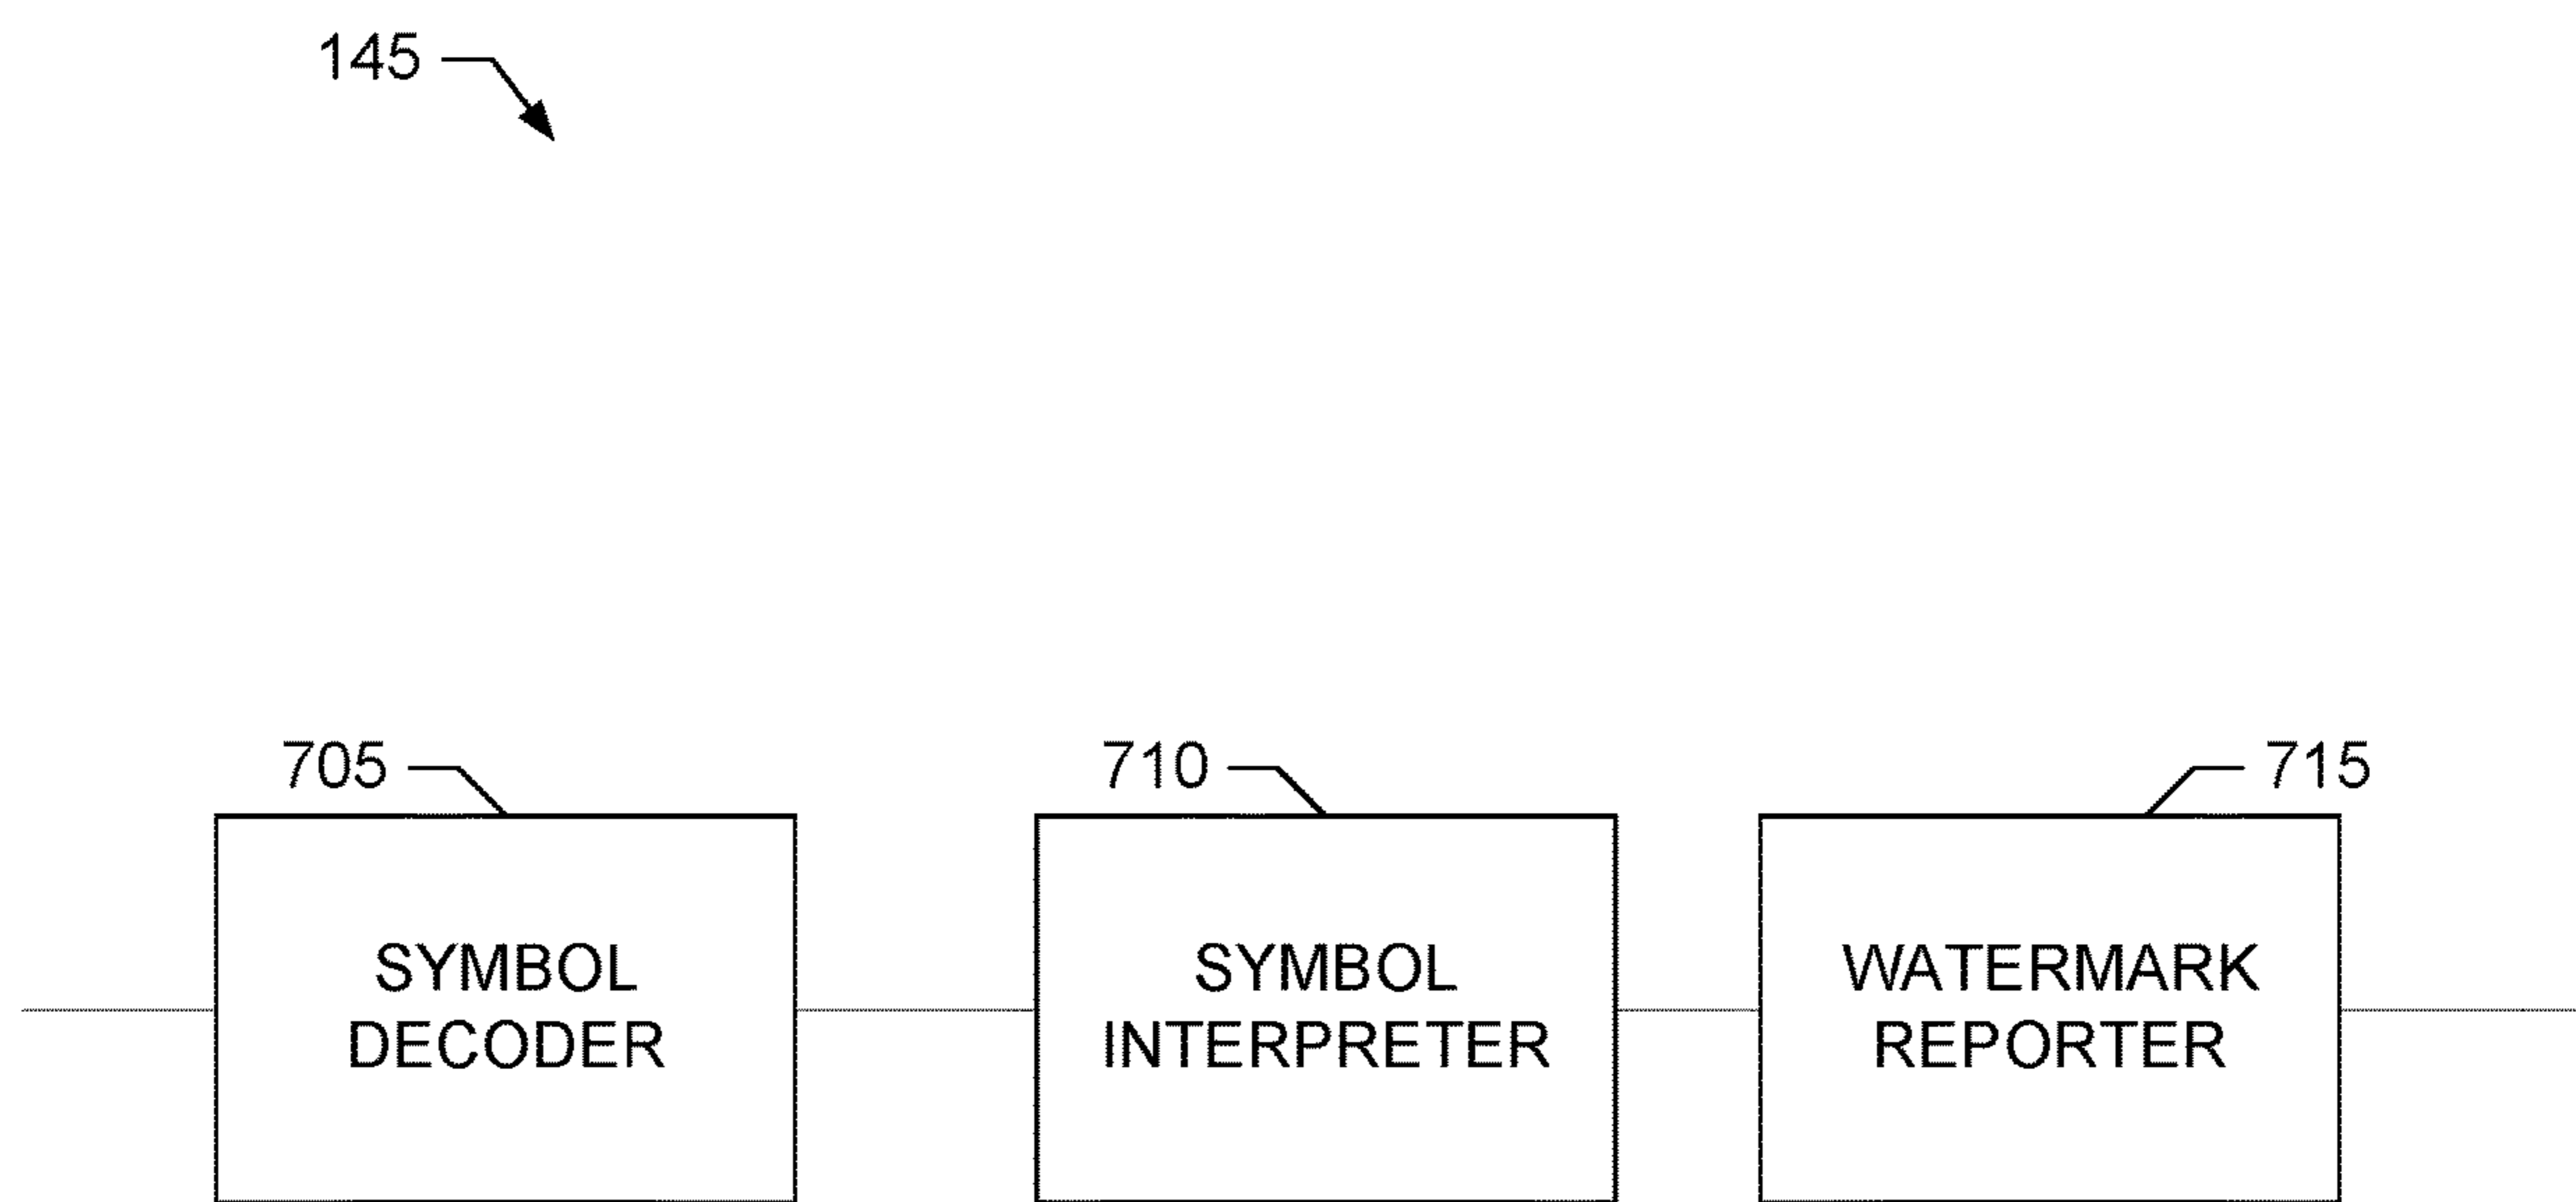 145
705
710
715
SYMBOL
DECODER
SYMBOL
INTERPRETER
WATERMARK
REPORTER